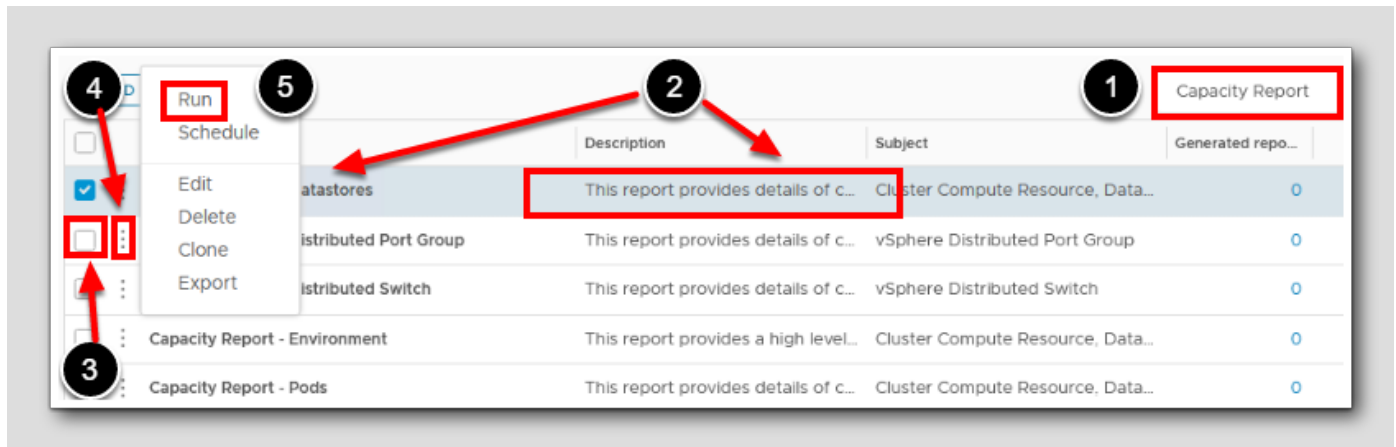 4
D
5
2
1
Capacity Report
Run
Schedule
Edit
Delete
Clone
Export
Description
Subject
Generated repo...
atastores
This report provides details of c...
Cluster Compute Resource, Data...
0
istributed Port Group
This report provides details of c...
vSphere Distributed Port Group
0
istributed Switch
This report provides details of c...
vSphere Distributed Switch
0
Capacity Report - Environment
This report provides a high level...
Cluster Compute Resource, Data...
0
3
Capacity Report - Pods
This report provides details of c...
Cluster Compute Resource, Data...
0